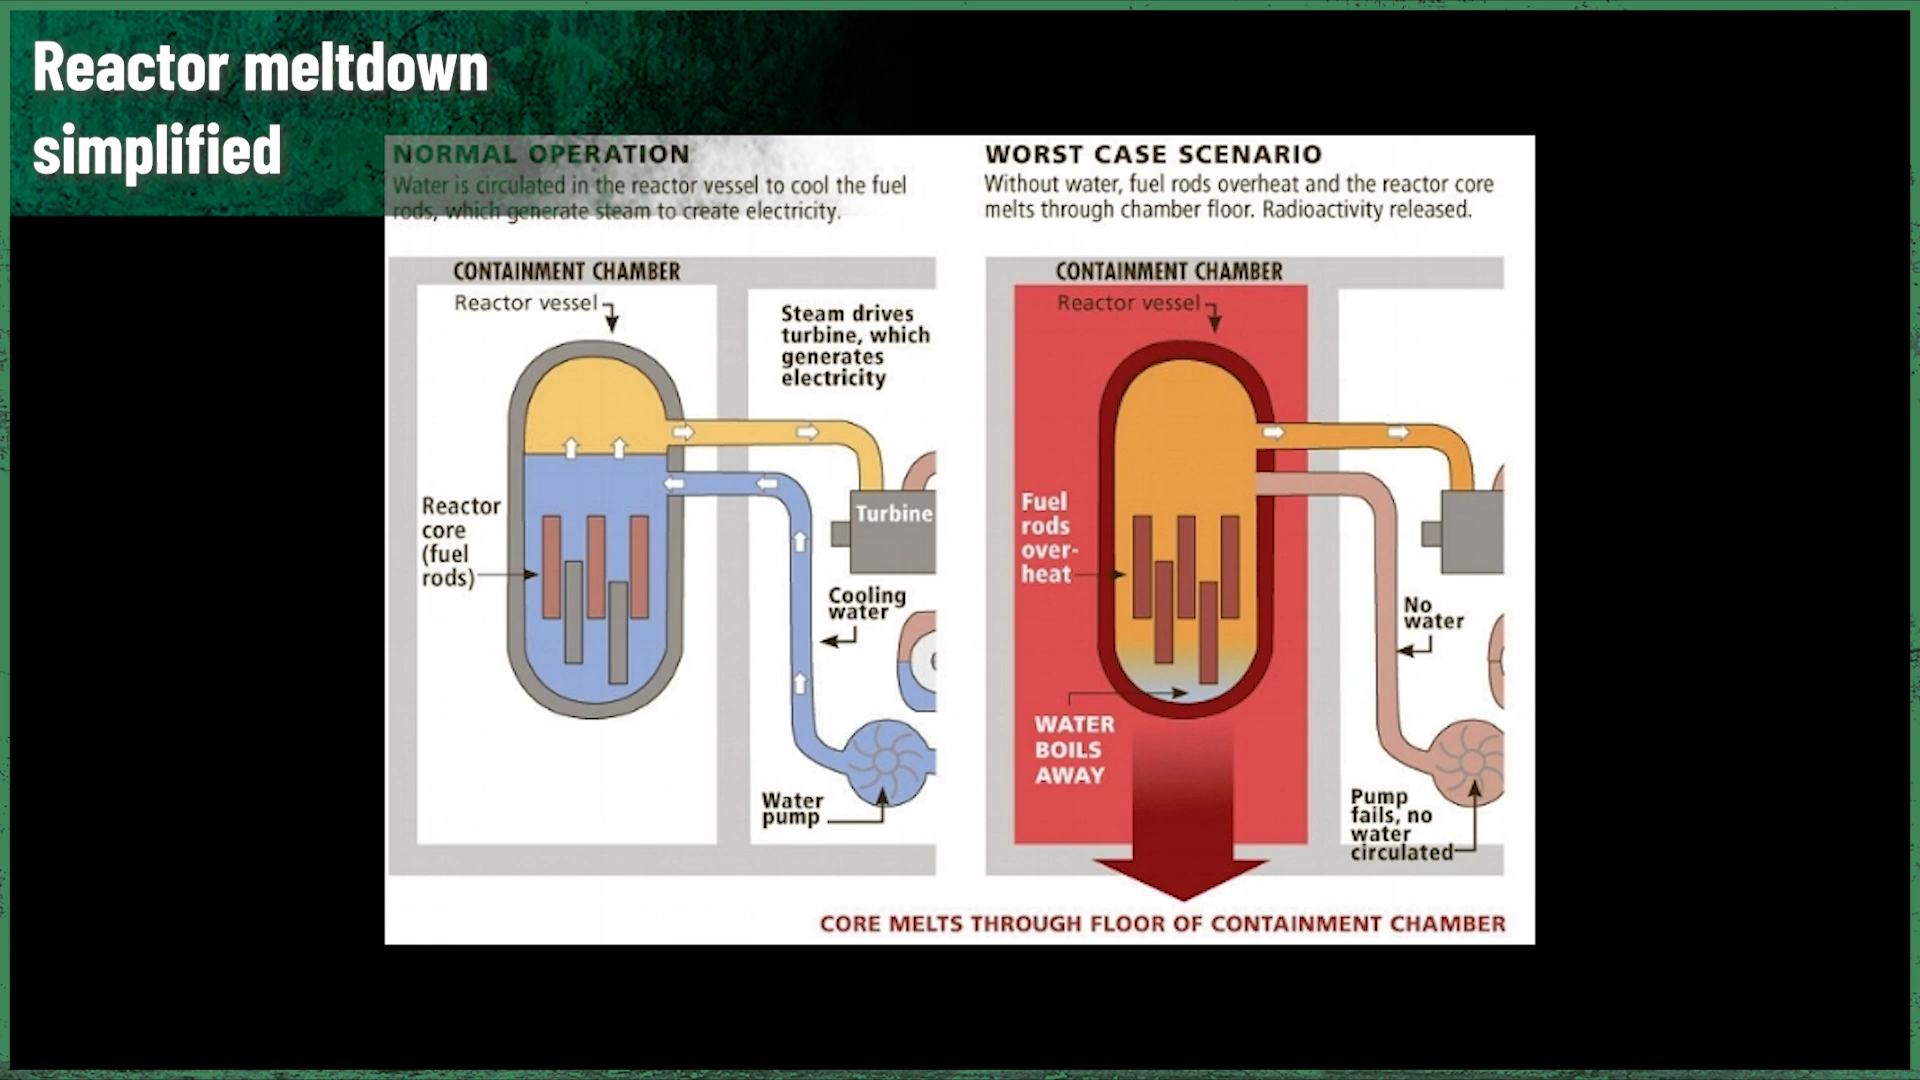 Reactor meltdown
simplified
NORMAL OPERATION
Water is circulated in the reactor vessel to cool the fuel
rods, which generate steam to create electricity.
CONTAINMENT CHAMBER
Reactor vessel
Steam drives
turbine, which
generates
electricity
Reactor
core
(fuel
rods)
Turbine
Cooling
water
Water
pump
WORST CASE SCENARIO
Without water, fuel rods overheat and the reactor core
melts through chamber floor. Radioactivity released.
CONTAINMENT CHAMBER
Reactor vessel
Fuel
rods
over-
heat
No
water
WATER
BOILS
AWAY
Pump
fails, no
water
circulated
CORE MELTS THROUGH FLOOR OF CONTAINMENT CHAMBER